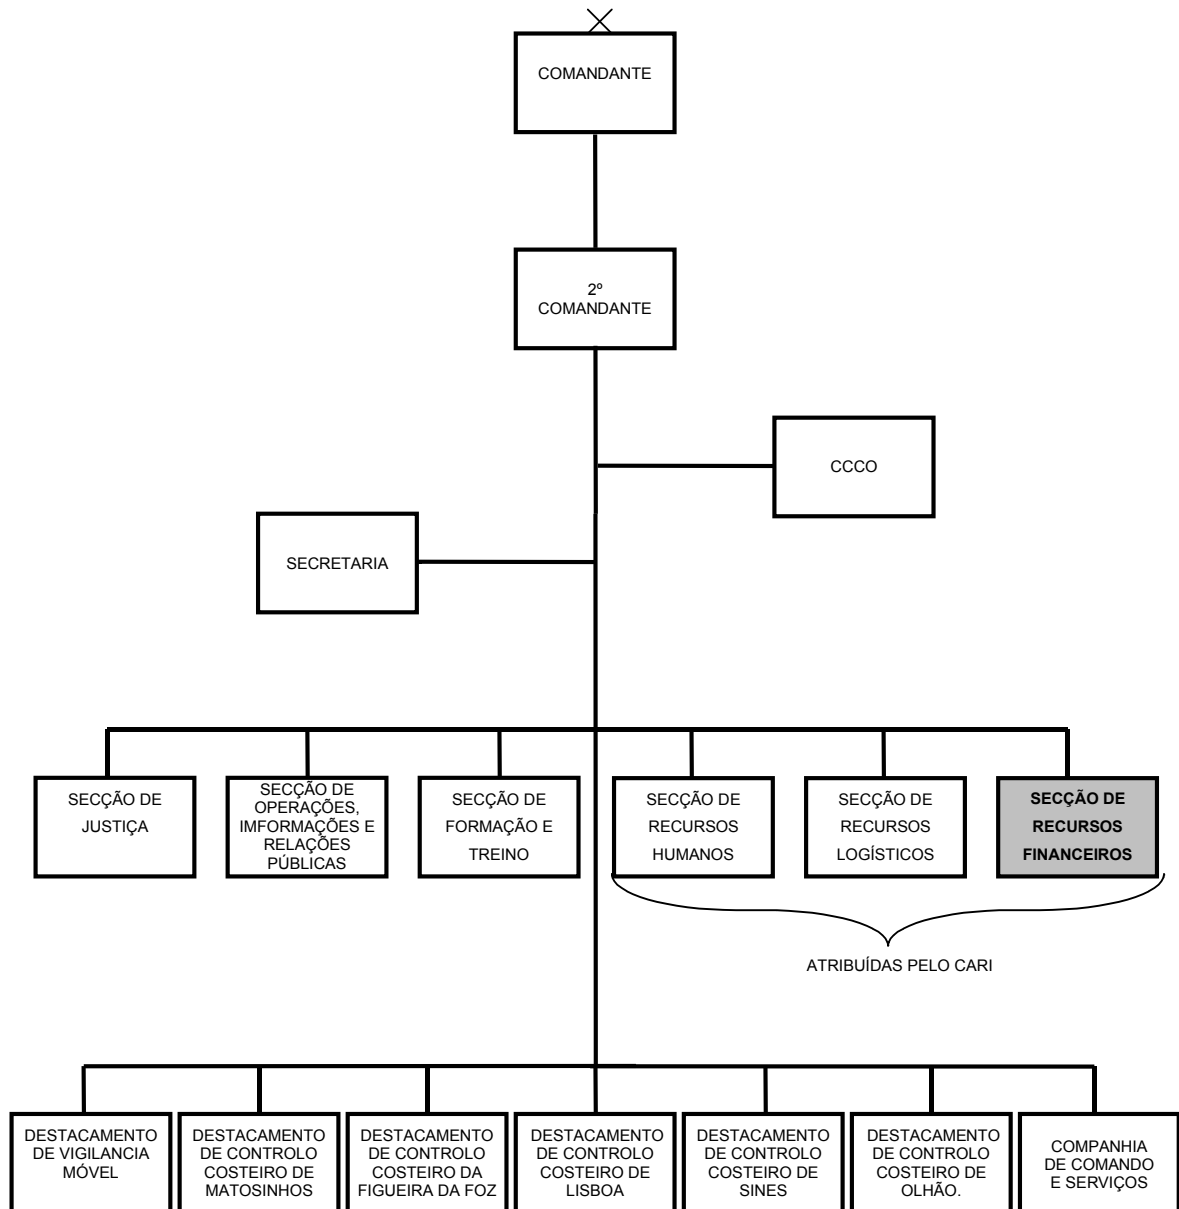 COMANDANTE
2º
COMANDANTE
CCCO
SECRETARIA
SECÇÃO DE
JUSTIÇA
SECÇÃO DE
OPERAÇÕES,
IMFORMAÇÕES E
RELAÇÕES
PÚBLICAS
SECÇÃO DE
FORMAÇÃO E
TREINO
SECÇÃO DE
RECURSOS
HUMANOS
SECÇÃO DE
RECURSOS
LOGÍSTICOS
SECÇÃO DE
RECURSOS
FINANCEIROS
ATRIBUÍDAS PELO CARI
DESTACAMENTO
DE VIGILANCIA
MÓVEL
DESTACAMENTO
DE CONTROLO
COSTEIRO DE
MATOSINHOS
DESTACAMENTO
DE CONTROLO
COSTEIRO DA
FIGUEIRA DA FOZ
DESTACAMENTO
DE CONTROLO
COSTEIRO DE
LISBOA
DESTACAMENTO
DE CONTROLO
COSTEIRO DE
SINES
DESTACAMENTO
DE CONTROLO
COSTEIRO DE
OLHÃO.
COMPANHIA
DE COMANDO
E SERVIÇOS